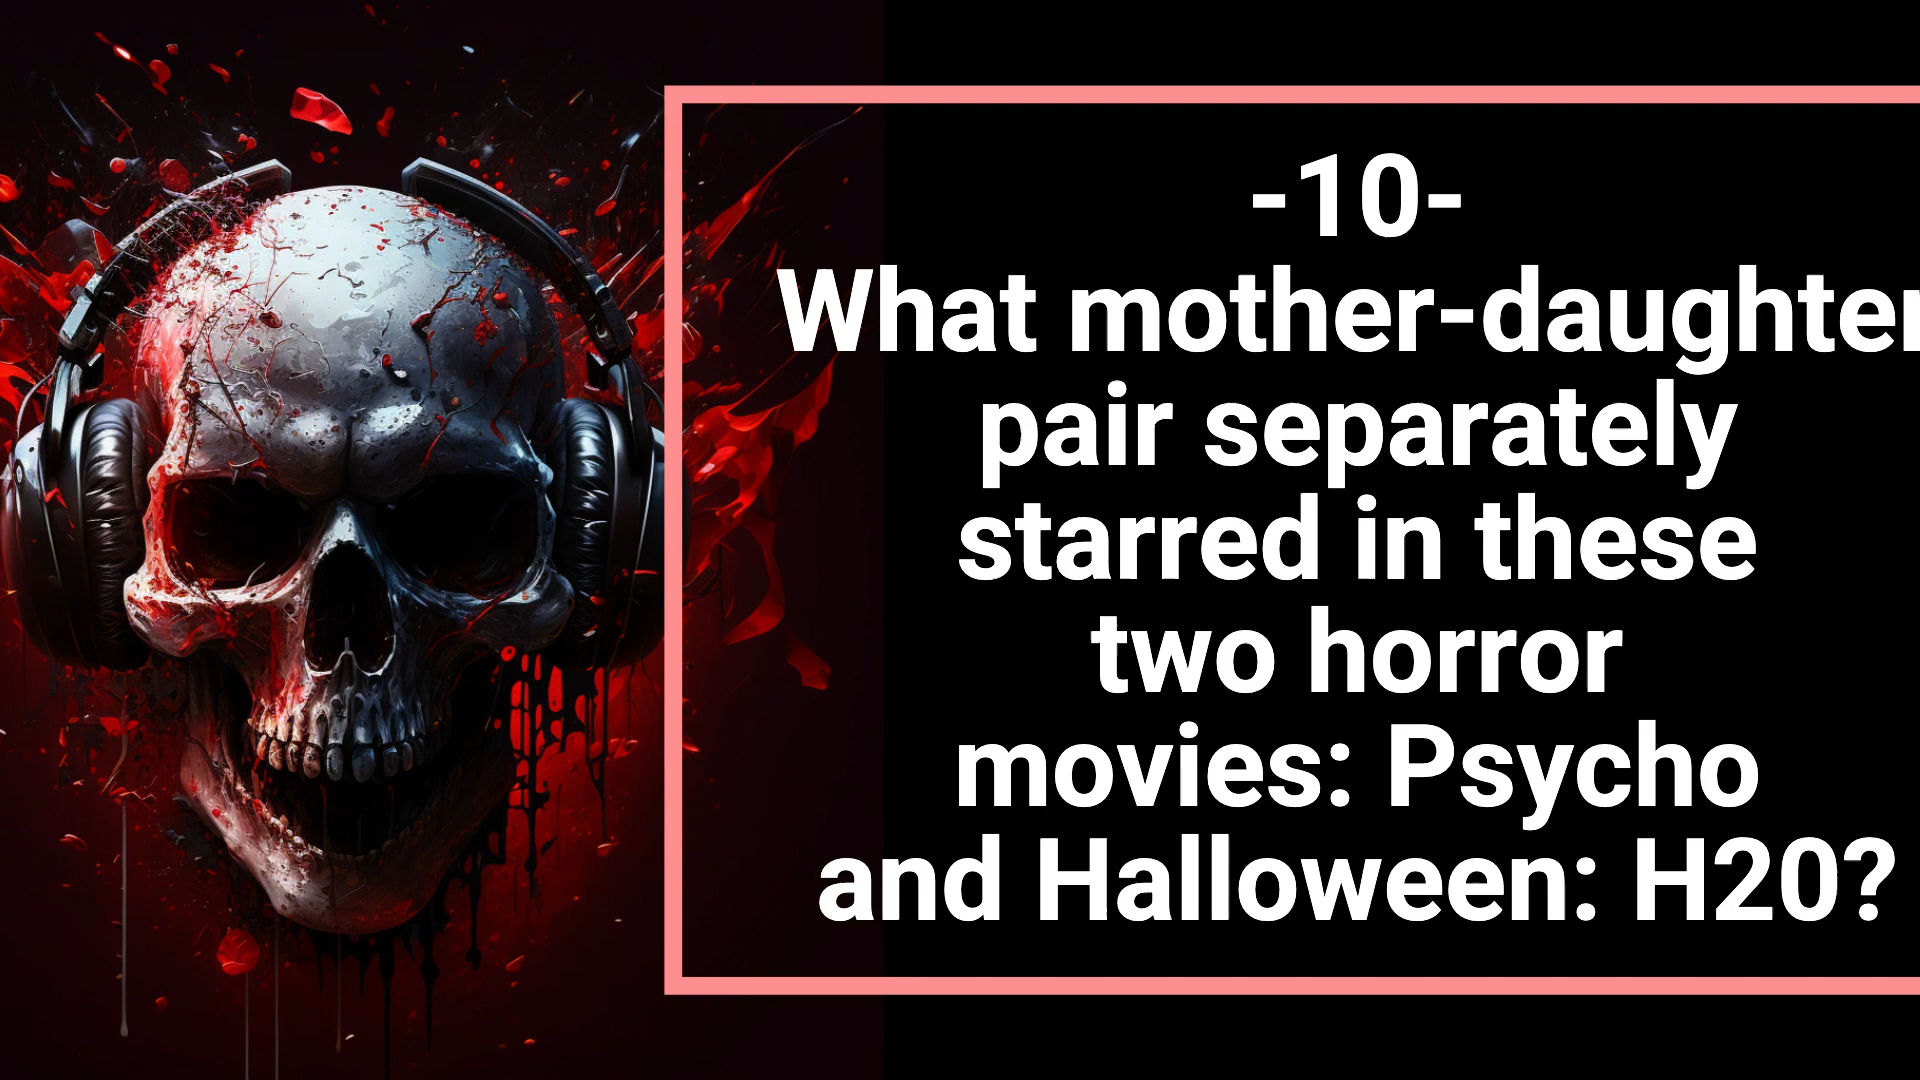 -10-
What mother-daughter
pair separately
starred in these
two horror
movies: Psycho
and Halloween: H20?